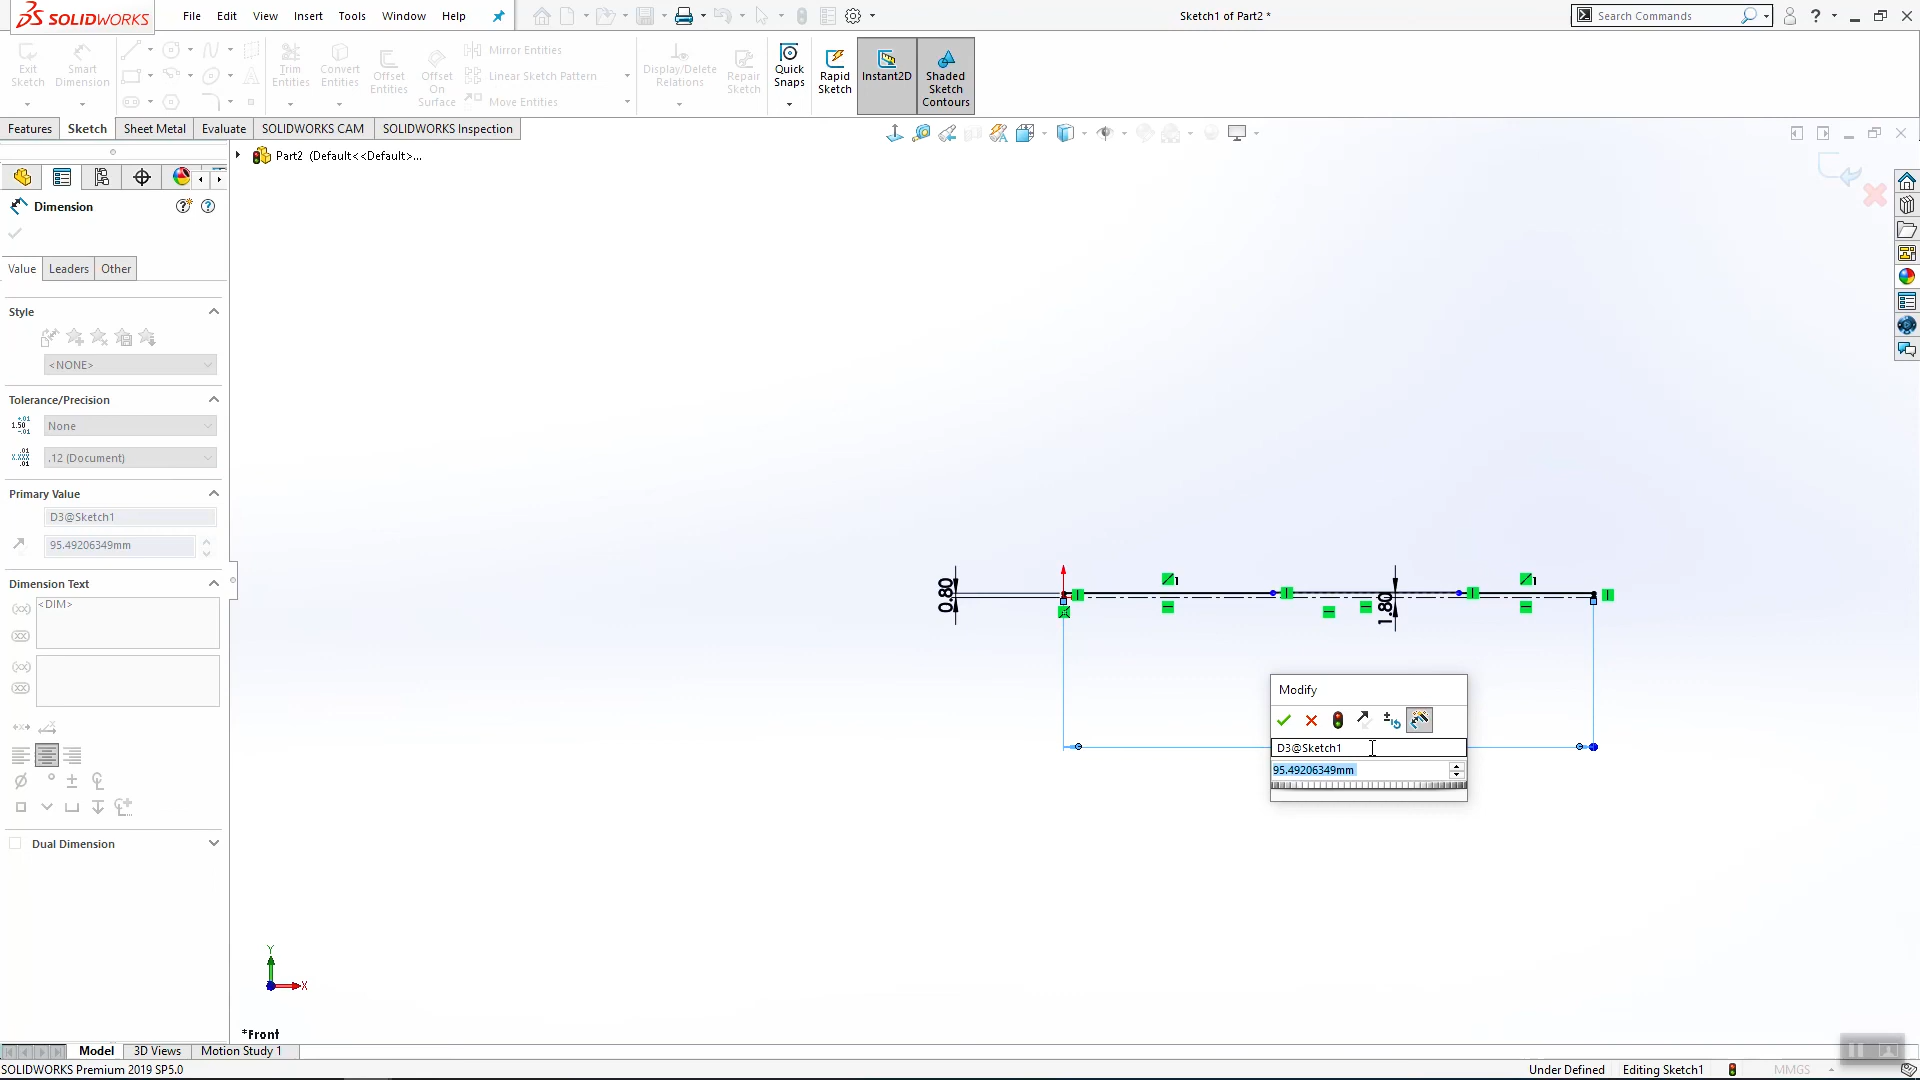 SOLIDWORKS
File Edit View Insert Tools Window Help
Sketch1 of Part2 *
Search Commands
Exit Sketch
Smart Dimension
Trim Entities
Convert Entities
Offset Entities
Offset On Surface
Mirror Entities
Linear Sketch Pattern
Move Entities
Display/Delete Relations
Repair Sketch
Quick Snaps
Rapid Sketch
Instant2D
Shaded Sketch Contours
Features Sketch Sheet Metal Evaluate SOLIDWORKS CAM SOLIDWORKS Inspection
Part2 (Default<<Default>...
Dimension
Value Leaders Other
Style
<NONE>
Tolerance/Precision
None
.12 (Document)
Primary Value
D3@Sketch1
95.49206349mm
Dimension Text
<DIM>
Dual Dimension
0.80
1
1.80
1
Modify
D3@Sketch1
95.49206349mm
Y
X
*Front
Model 3D Views Motion Study 1
SOLIDWORKS Premium 2019 SP5.0
Under Defined
Editing Sketch1
MMGS